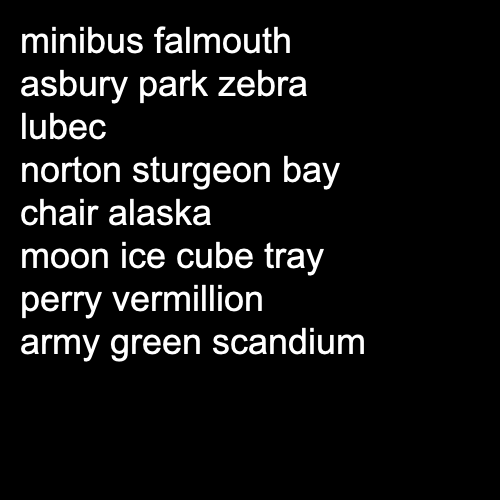 minibus falmouth
asbury park zebra
lubec
norton sturgeon bay
chair alaska
moon ice cube tray
perry vermillion
army green scandium